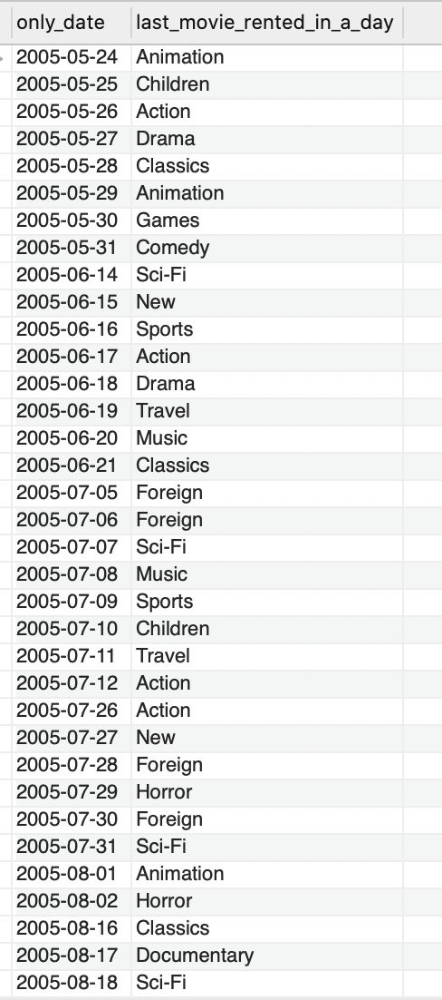 only_date last_movie_rented_in_a_day
2005-05-24 Animation
2005-05-25 Children
2005-05-26 Action
2005-05-27 Drama
2005-05-28 Classics
2005-05-29 Animation
2005-05-30 Games
2005-05-31 Comedy
2005-06-14 Sci-Fi
2005-06-15 New
2005-06-16 Sports
2005-06-17 Action
2005-06-18 Drama
2005-06-19 Travel
2005-06-20 Music
2005-06-21 Classics
2005-07-05 Foreign
2005-07-06 Foreign
2005-07-07 Sci-Fi
2005-07-08 Music
2005-07-09 Sports
2005-07-10 Children
2005-07-11 Travel
2005-07-12 Action
2005-07-26 Action
2005-07-27 New
2005-07-28 Foreign
2005-07-29 Horror
2005-07-30 Foreign
2005-07-31 Sci-Fi
2005-08-01 Animation
2005-08-02 Horror
2005-08-16 Classics
2005-08-17 Documentary
2005-08-18 Sci-Fi